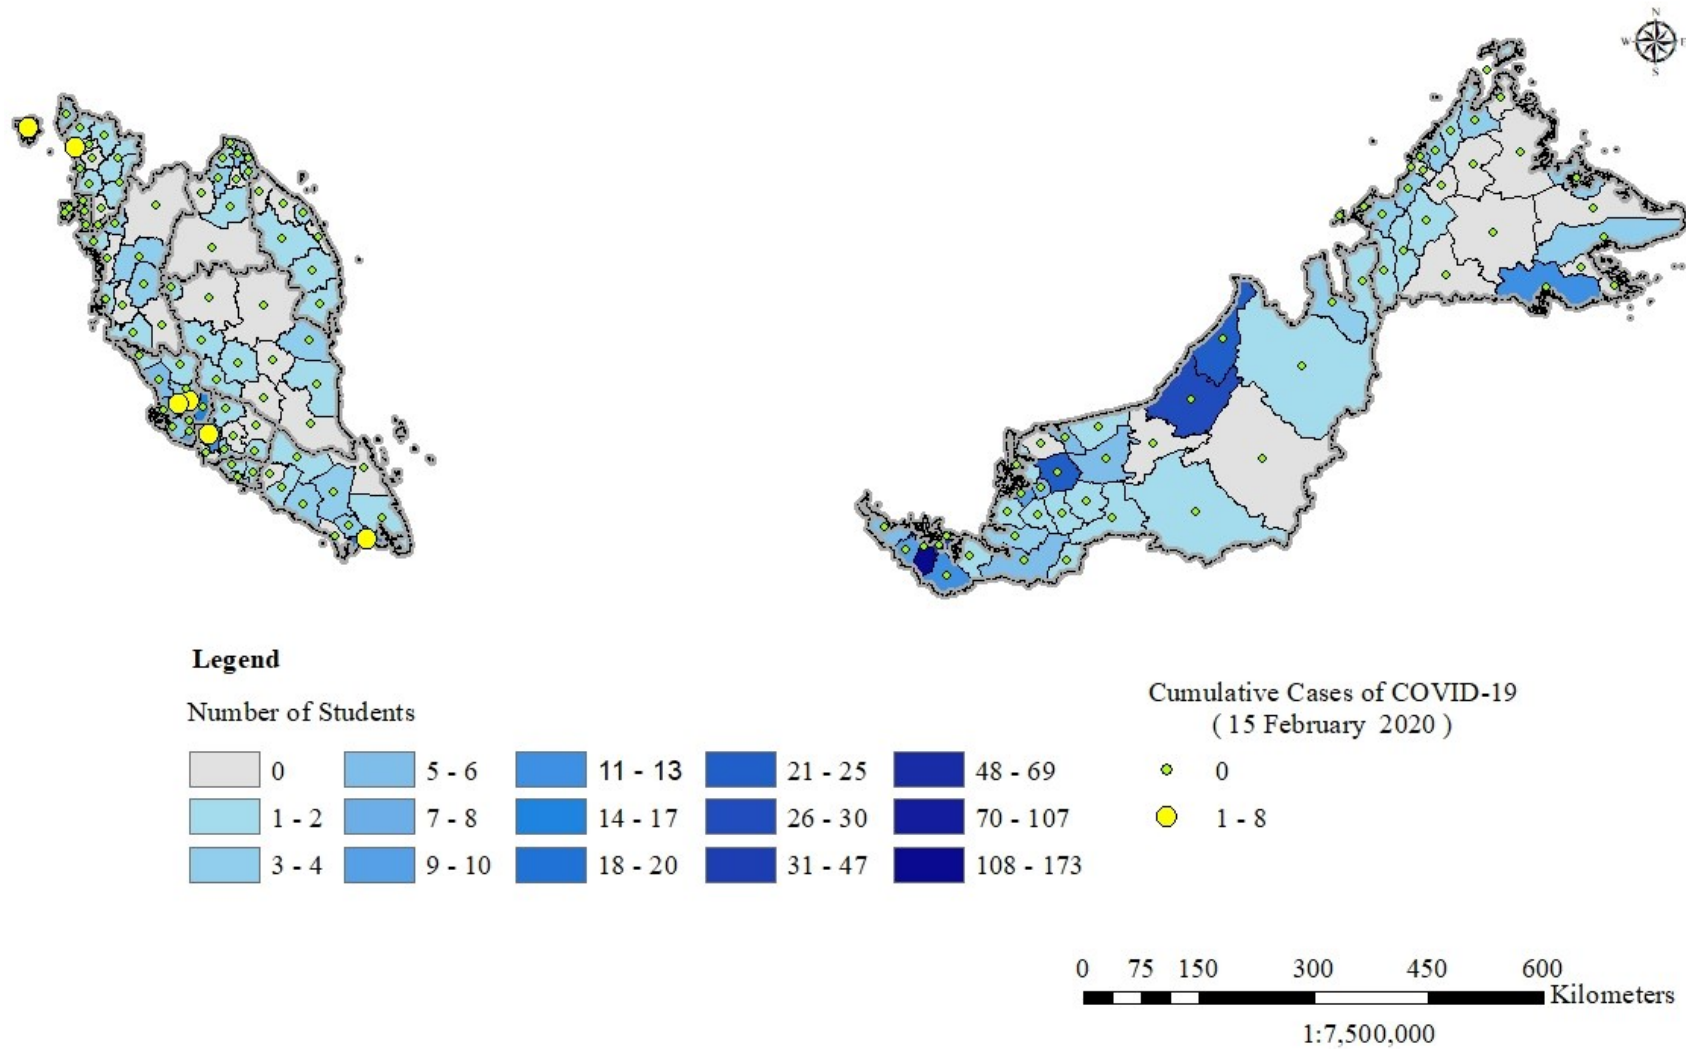 N
W E
S
Legend
Number of Students
0
5 - 6
11 - 13
21 - 25
48 - 69
1 - 2
7 - 8
14 - 17
26 - 30
70 - 107
3 - 4
9 - 10
18 - 20
31 - 47
108 - 173
Cumulative Cases of COVID-19
( 15 February 2020 )
0
1 - 8
0 75 150 300 450 600
Kilometers
1:7,500,000